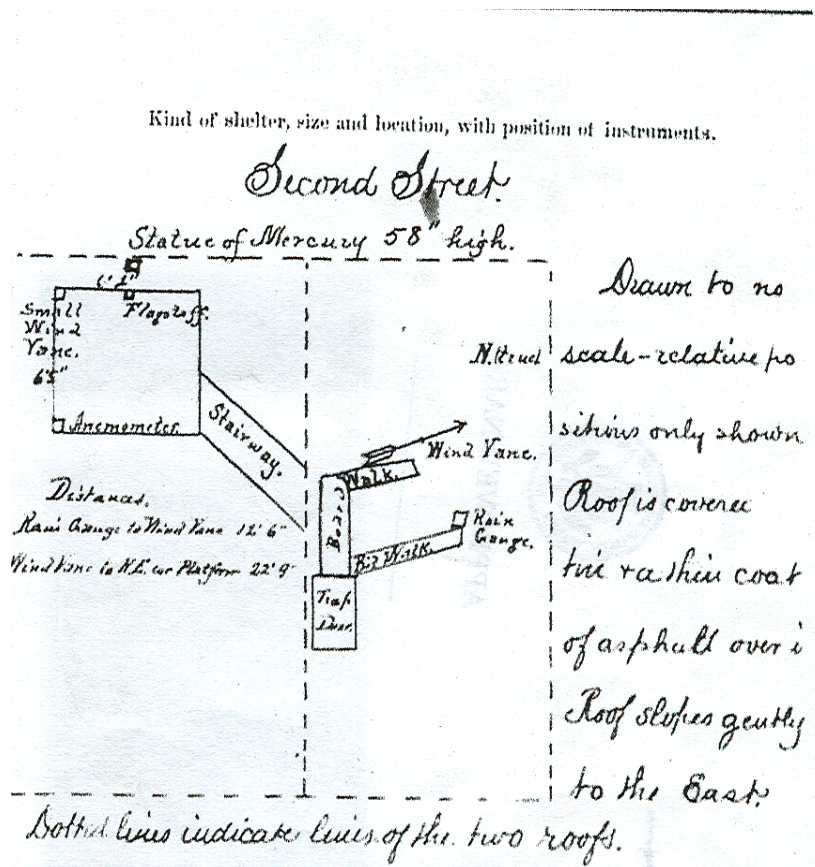 Kind of shelter, size and location, with position of instruments.
Second Street.
Statue of Mercury 58" high.
Small
Wind
Vane.
6'5"
Flagstaff.
Anemometer.
Stairway.
Distances.
Rain Gauge to Wind Vane 12' 6"
Wind Vane to N.E. cor Platform 22' 9"
Wind Vane.
Board
Walk.
Bd Walk.
Rain
Gauge.
Trap
Door.
Drawn to no
scale-relative po
sitions only shown
Roof is covered
tin & a thin coat
of asphalt over i
Roof slopes gently
to the East.
Dotted lines indicate lines of the two roofs.